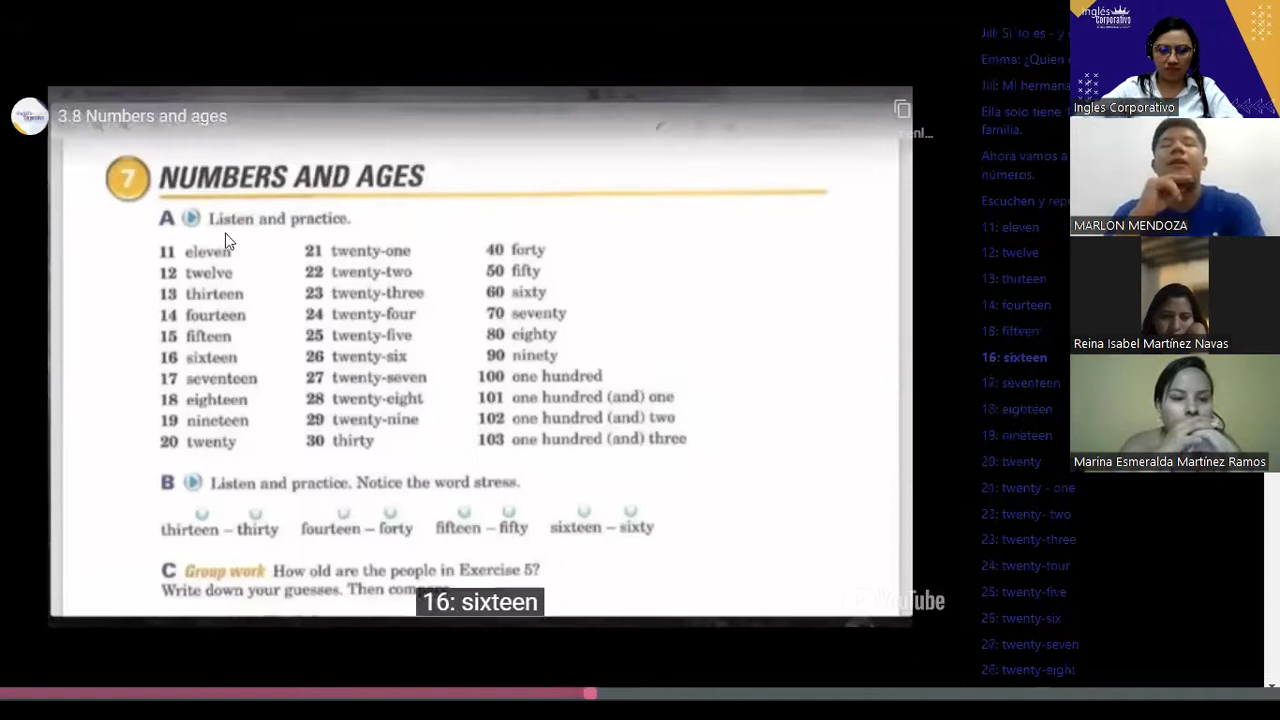 3.8 Numbers and ages
7 NUMBERS AND AGES
A Listen and practice.
11 eleven 21 twenty-one 40 forty
12 twelve 22 twenty-two 50 fifty
13 thirteen 23 twenty-three 60 sixty
14 fourteen 24 twenty-four 70 seventy
15 fifteen 25 twenty-five 80 eighty
16 sixteen 26 twenty-six 90 ninety
17 seventeen 27 twenty-seven 100 one hundred
18 eighteen 28 twenty-eight 101 one hundred (and) one
19 nineteen 29 twenty-nine 102 one hundred (and) two
20 twenty 30 thirty 103 one hundred (and) three
B Listen and practice. Notice the word stress.
thirteen – thirty fourteen – forty fifteen – fifty sixteen – sixty
C Group work How old are the people in Exercise 5?
Write down your guesses. Then
16: sixteen
YouTube
Jill: Sí, lo es - y
Emma: ¿Quien
Jill: Mi hermana
Ella solo tiene
familia.
Ahora vamos a
números.
Escuchen y
11: eleven
12: twelve
13: thirteen
14: fourteen
fifteen
16: sixteen
17: seventeen
18: eighteen
19: nineteen
20: twenty
21: twenty - one
22: twenty- two
23: twenty-three
24: twenty-four
25: twenty-five
26: twenty-six
27: twenty-seven
28: twenty-eight
Inglés
Corporativo
Ingles Corporativo
MARLON MENDOZA
Reina Isabel Martínez Navas
Marina Esmeralda Martínez Ramos